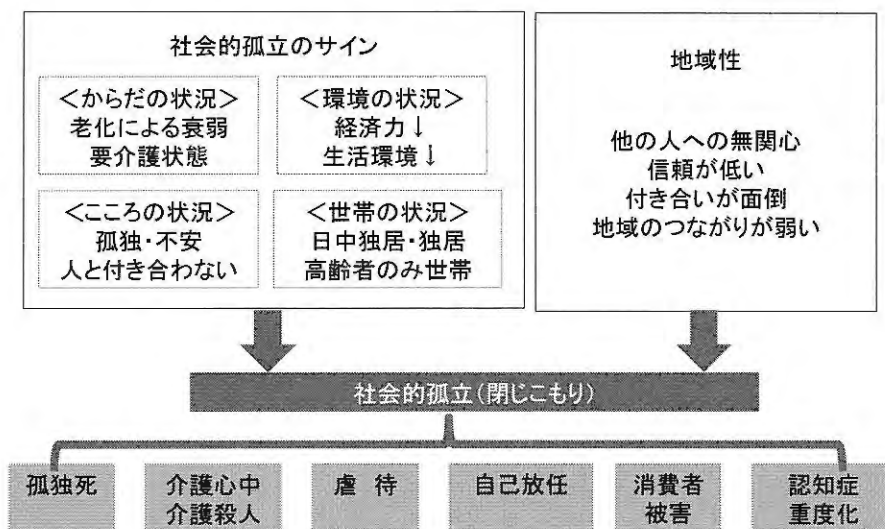 社会的孤立のサイン
<からだの状況>
老化による衰弱
要介護状態
<環境の状況>
経済力↓
生活環境↓
<こころの状況>
孤独・不安
人と付き合わない
<世帯の状況>
日中独居・独居
高齢者のみ世帯
地域性
他の人への無関心
信頼が低い
付き合いが面倒
地域のつながりが弱い
社会的孤立(閉じこもり)
孤独死
介護心中
介護殺人
虐 待
自己放任
消費者
被害
認知症
重度化